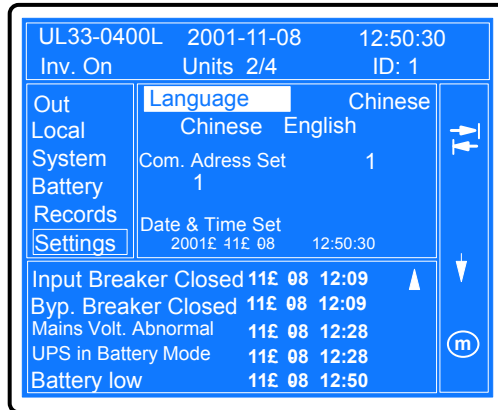 UL33-0400L 2001-11-08 12:50:30
Inv. On Units 2/4 ID: 1
Out
Local
System
Battery
Records
Settings
Language Chinese
Chinese English
Com. Adress Set 1
1
Date & Time Set
2001£ 11£ 08 12:50:30
Input Breaker Closed 11£ 08 12:09
Byp. Breaker Closed 11£ 08 12:09
Mains Volt. Abnormal 11£ 08 12:28
UPS in Battery Mode 11£ 08 12:28
Battery low 11£ 08 12:50
m